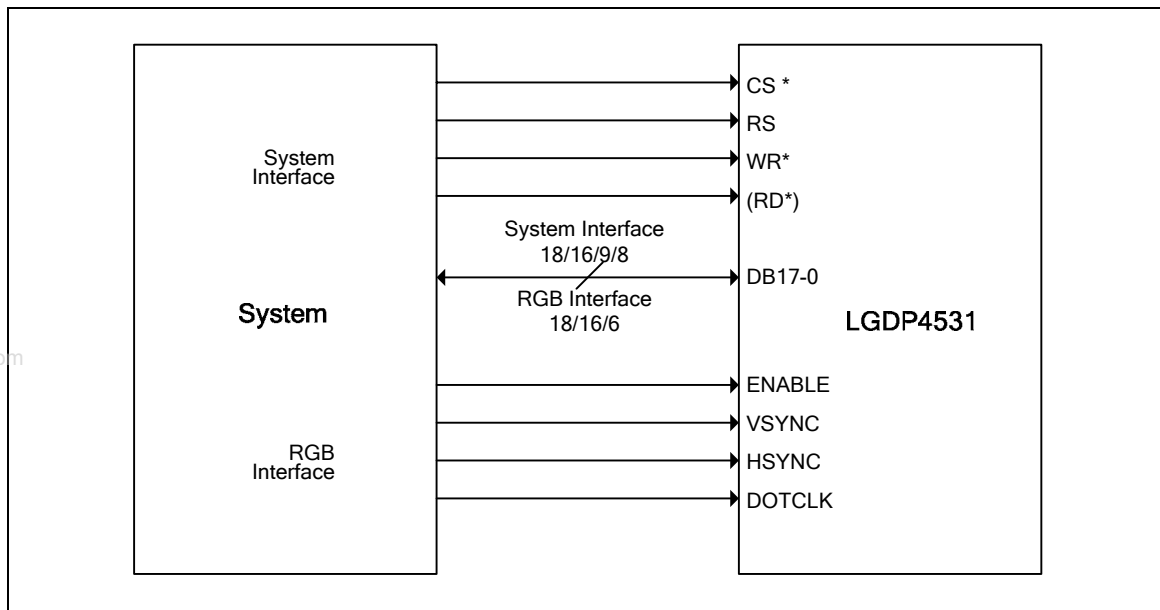 CS *
RS
WR*
(RD*)
System
Interface
System Interface
18/16/9/8
DB17-0
RGB Interface
18/16/6
System
LGDP4531
om
ENABLE
VSYNC
HSYNC
DOTCLK
RGB
Interface